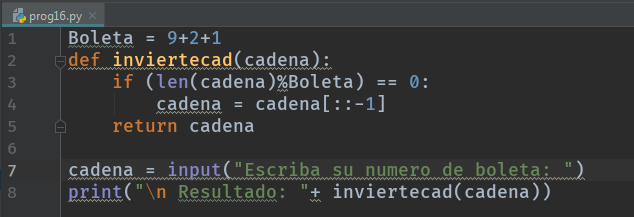 prog16.py
1 Boleta = 9+2+1
2 def inviertecad(cadena):
3     if (len(cadena)%Boleta) == 0:
4         cadena = cadena[::-1]
5     return cadena
6
7 cadena = input("Escriba su numero de boleta: ")
8 print("\n Resultado: "+ inviertecad(cadena))